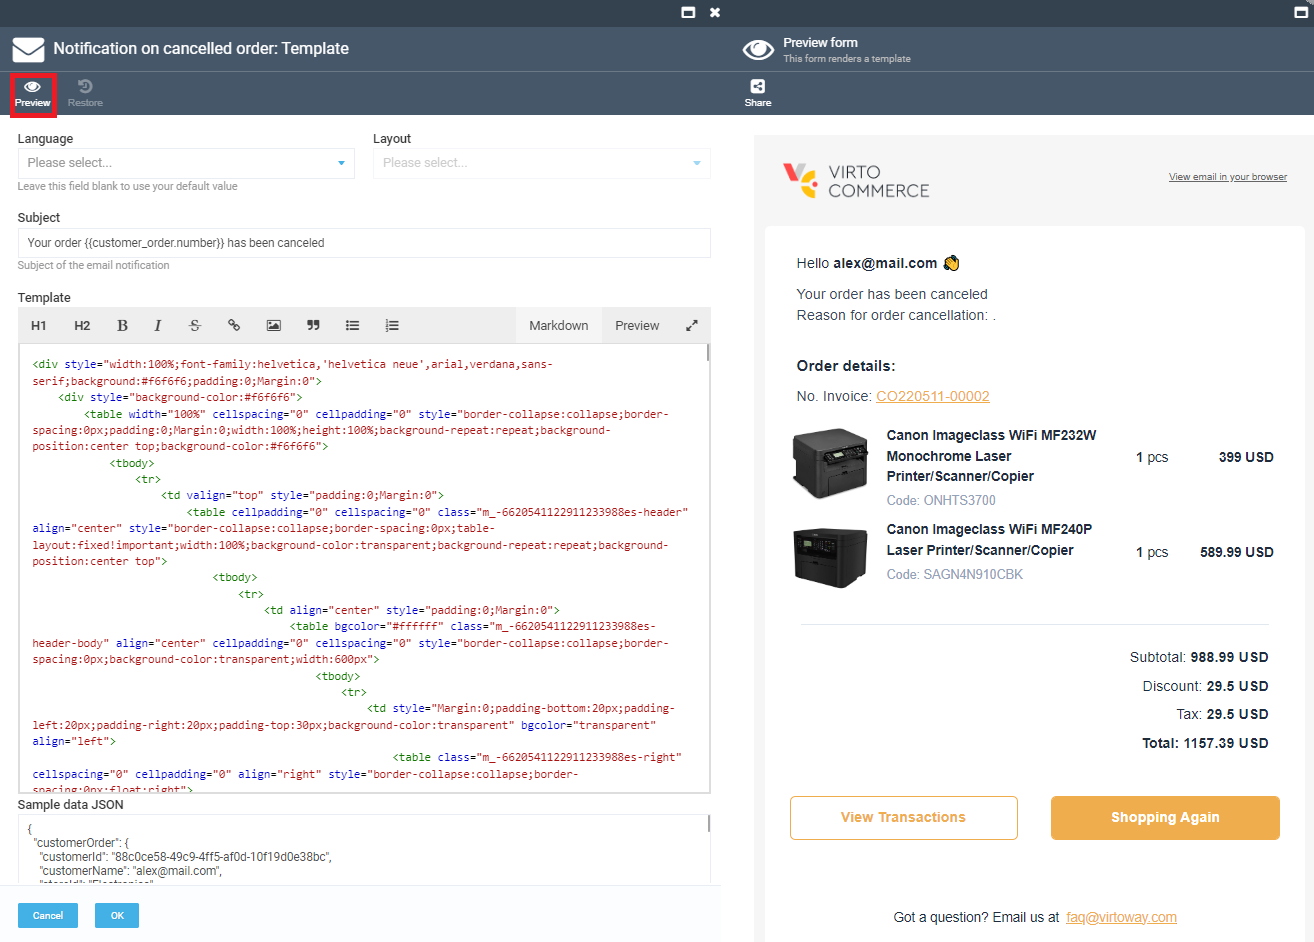 Notification on cancelled order: Template
Preview
Restore
Language
Layout
Please select...
Please select...
Leave this field blank to use your default value
Subject
Your order {{customer_order.number}} has been canceled
Subject of the email notification
Template
H1 H2 B I S Markdown Preview
<div style="width:100%;font-family:helvetica,'helvetica neue',arial,verdana,sans-
serif;background:#f6f6f6;padding:0;Margin:0">
<div style="background-color:#f6f6f6">
<table width="100%" cellspacing="0" cellpadding="0" style="border-collapse:collapse;border-
spacing:0px;padding:0;Margin:0;width:100%;height:100%;background-repeat:repeat;background-
position:center top;background-color:#f6f6f6">
<tbody>
<tr>
<td valign="top" style="padding:0;Margin:0">
<table cellpadding="0" cellspacing="0" class="m_-6620541122911233988es-header"
align="center" style="border-collapse:collapse;border-spacing:0px;table-
layout:fixed!important;width:100%;background-color:transparent;background-repeat:repeat;background-
position:center top">
<tbody>
<tr>
<td align="center" style="padding:0;Margin:0">
<table bgcolor="#ffffff" class="m_-6620541122911233988es-
header-body" align="center" cellpadding="0" cellspacing="0" style="border-collapse:collapse;border-
spacing:0px;background-color:transparent;width:600px">
<tbody>
<tr>
<td style="Margin:0;padding-bottom:20px;padding-
left:20px;padding-right:20px;padding-top:30px;background-color:transparent" bgcolor="transparent"
align="left">
<table class="m_-6620541122911233988es-right"
cellspacing="0" cellpadding="0" align="right" style="border-collapse:collapse;border-
spacing:0px;float:right">
Sample data JSON
{
"customerOrder": {
"customerId": "88c0ce58-49c9-4ff5-af0d-10f19d0e38bc",
"customerName": "alex@mail.com",
"storeId": "Electronics",
Cancel
OK
Preview form
This form renders a template
Share
VIRTO
COMMERCE
View email in your browser
Hello alex@mail.com 👏
Your order has been canceled
Reason for order cancellation: .
Order details:
No. Invoice: CO220511-00002
Canon Imageclass WiFi MF232W
Monochrome Laser
Printer/Scanner/Copier
Code: ONHTS3700
1 pcs
399 USD
Canon Imageclass WiFi MF240P
Laser Printer/Scanner/Copier
Code: SAGN4N910CBK
1 pcs
589.99 USD
Subtotal: 988.99 USD
Discount: 29.5 USD
Tax: 29.5 USD
Total: 1157.39 USD
View Transactions
Shopping Again
Got a question? Email us at faq@virtoway.com